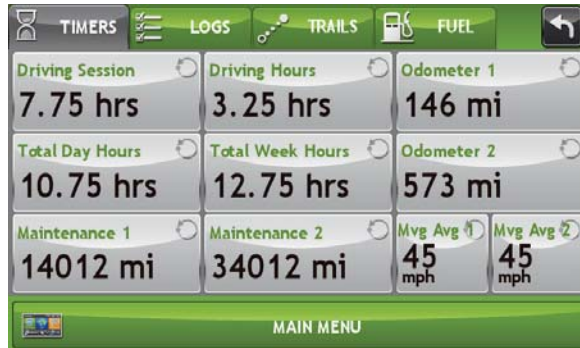 TIMERS LOGS TRAILS FUEL
Driving Session Driving Hours Odometer 1
7.75 hrs 3.25 hrs 146 mi
Total Day Hours Total Week Hours Odometer 2
10.75 hrs 12.75 hrs 573 mi
Maintenance 1 Maintenance 2 Mvg Avg 1 Mvg Avg 2
14012 mi 34012 mi 45 45
mph mph
MAIN MENU